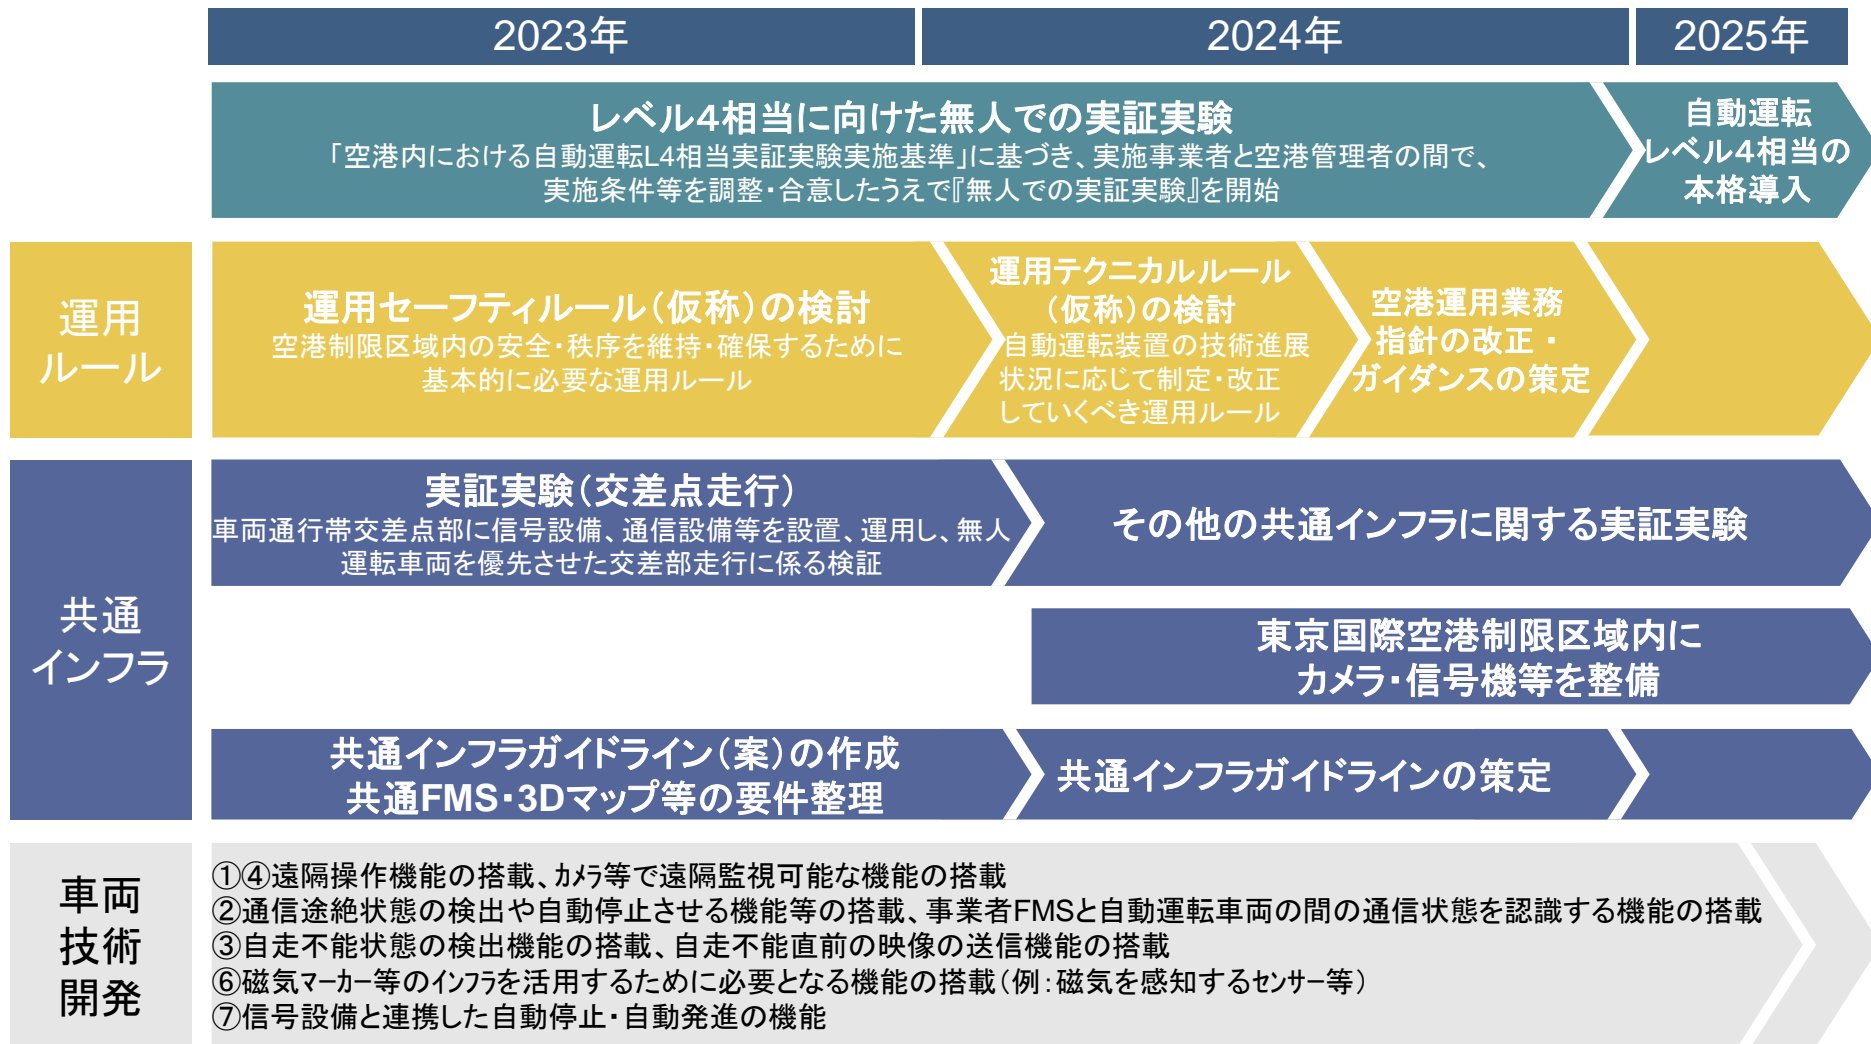 2023年
2024年
2025年
レベル4相当に向けた無人での実証実験
「空港内における自動運転L4相当実証実験実施基準」に基づき、実施事業者と空港管理者の間で、
実施条件等を調整・合意したうえで『無人での実証実験』を開始
自動運転
レベル4相当の
本格導入
運用
ルール
運用セーフティルール（仮称）の検討
空港制限区域内の安全・秩序を維持・確保するために
基本的に必要な運用ルール
運用テクニカルルール
（仮称）の検討
自動運転装置の技術進展
状況に応じて制定・改正
していくべき運用ルール
空港運用業務
指針の改正・
ガイダンスの策定
共通
インフラ
実証実験（交差点走行）
車両通行帯交差点部に信号設備、通信設備等を設置、運用し、無人
運転車両を優先させた交差部走行に係る検証
その他の共通インフラに関する実証実験
東京国際空港制限区域内に
カメラ・信号機等を整備
共通インフラガイドライン（案）の作成
共通FMS・3Dマップ等の要件整理
共通インフラガイドラインの策定
車両
技術
開発
①④遠隔操作機能の搭載、ｶﾒﾗ等で遠隔監視可能な機能の搭載
②通信途絶状態の検出や自動停止させる機能等の搭載、事業者FMSと自動運転車両の間の通信状態を認識する機能の搭載
③自走不能状態の検出機能の搭載、自走不能直前の映像の送信機能の搭載
⑥磁気ﾏｰｶｰ等のｲﾝﾌﾗを活用するために必要となる機能の搭載（例：磁気を感知するｾﾝｻｰ等）
⑦信号設備と連携した自動停止・自動発進の機能